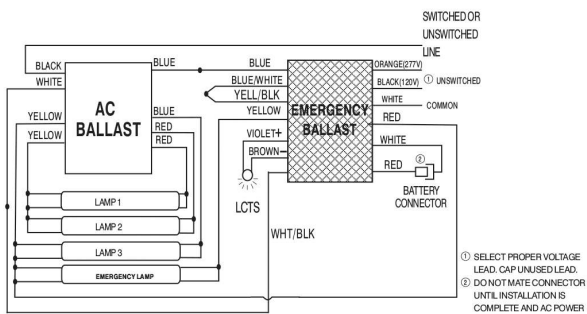 SWITCHED OR
UNSWITCHED
LINE
BLACK
WHITE
YELLOW
YELLOW
AC
BALLAST
BLUE
BLUE
RED
RED
BLUE
BLUE/WHITE
YELL/BLK
YELLOW
VIOLET+
BROWN−
LCTS
WHT/BLK
EMERGENCY
BALLAST
ORANGE(277V)
BLACK(120V) ① UNSWITCHED
WHITE COMMON
RED
WHITE
RED
②
BATTERY
CONNECTOR
LAMP 1
LAMP 2
LAMP 3
EMERGENCY LAMP
① SELECT PROPER VOLTAGE
LEAD. CAP UNUSED LEAD.
② DO NOT MATE CONNECTOR
UNTIL INSTALLATION IS
COMPLETE AND AC POWER